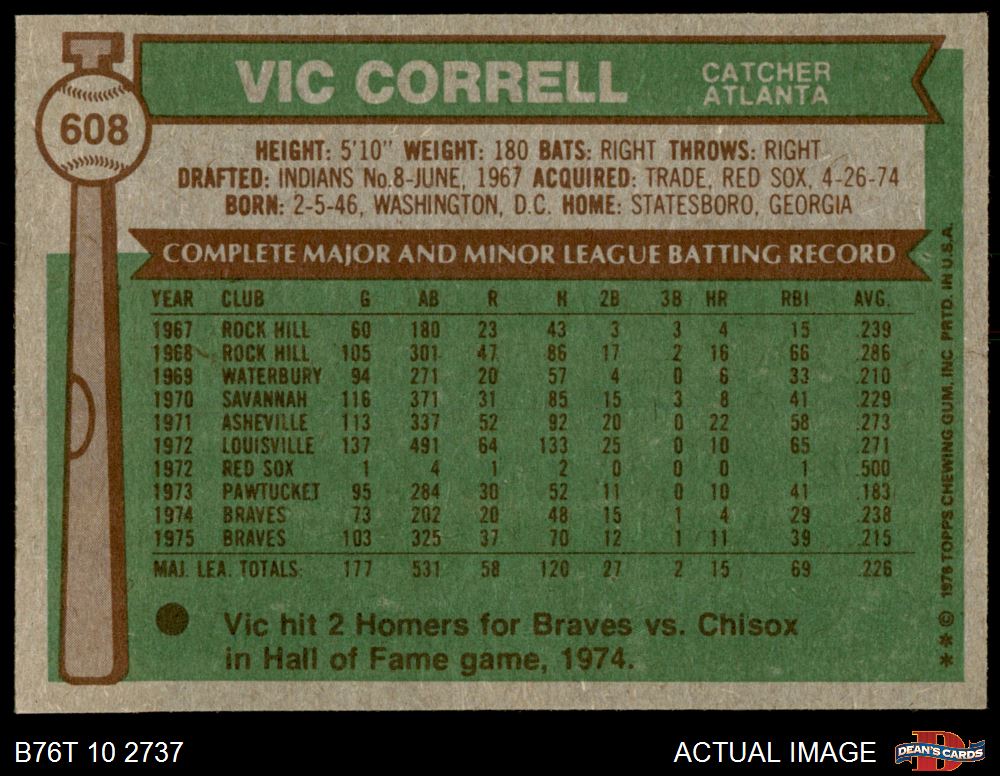 608
VIC CORRELL
CATCHER
ATLANTA
HEIGHT: 5'10" WEIGHT: 180 BATS: RIGHT THROWS: RIGHT
DRAFTED: INDIANS No.8-JUNE, 1967 ACQUIRED: TRADE, RED SOX, 4-26-74
BORN: 2-5-46, WASHINGTON, D.C. HOME: STATESBORO, GEORGIA
COMPLETE MAJOR AND MINOR LEAGUE BATTING RECORD
YEAR CLUB G AB R H 2B 3B HR RBI AVG.
1967 ROCK HILL 60 180 23 43 3 3 4 15 .239
1968 ROCK HILL 105 301 47 86 17 2 16 66 .286
1969 WATERBURY 94 271 20 57 4 0 6 33 .210
1970 SAVANNAH 116 371 31 85 15 3 8 41 .229
1971 ASHEVILLE 113 337 52 92 20 0 22 58 .273
1972 LOUISVILLE 137 491 64 133 25 0 10 65 .271
1972 RED SOX 1 4 1 2 0 0 0 1 .500
1973 PAWTUCKET 95 284 30 52 11 0 10 41 .183
1974 BRAVES 73 202 20 48 15 1 4 29 .238
1975 BRAVES 103 325 37 70 12 1 11 39 .215
MAJ. LEA. TOTALS: 177 531 58 120 27 2 15 69 .226
Vic hit 2 Homers for Braves vs. Chisox
in Hall of Fame game, 1974.
** © 1976 TOPPS CHEWING GUM, INC PRTD. IN U.S.A.
B76T 10 2737
ACTUAL IMAGE
D
DEAN'S CARDS